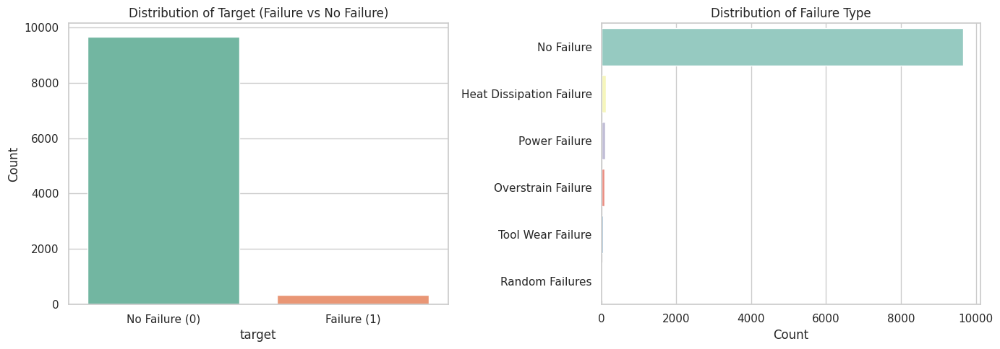 Distribution of Target (Failure vs No Failure)
10000
8000
6000
4000
2000
0
Count
No Failure (0)
Failure (1)
target
Distribution of Failure Type
No Failure
Heat Dissipation Failure
Power Failure
Overstrain Failure
Tool Wear Failure
Random Failures
0
2000
4000
6000
8000
10000
Count